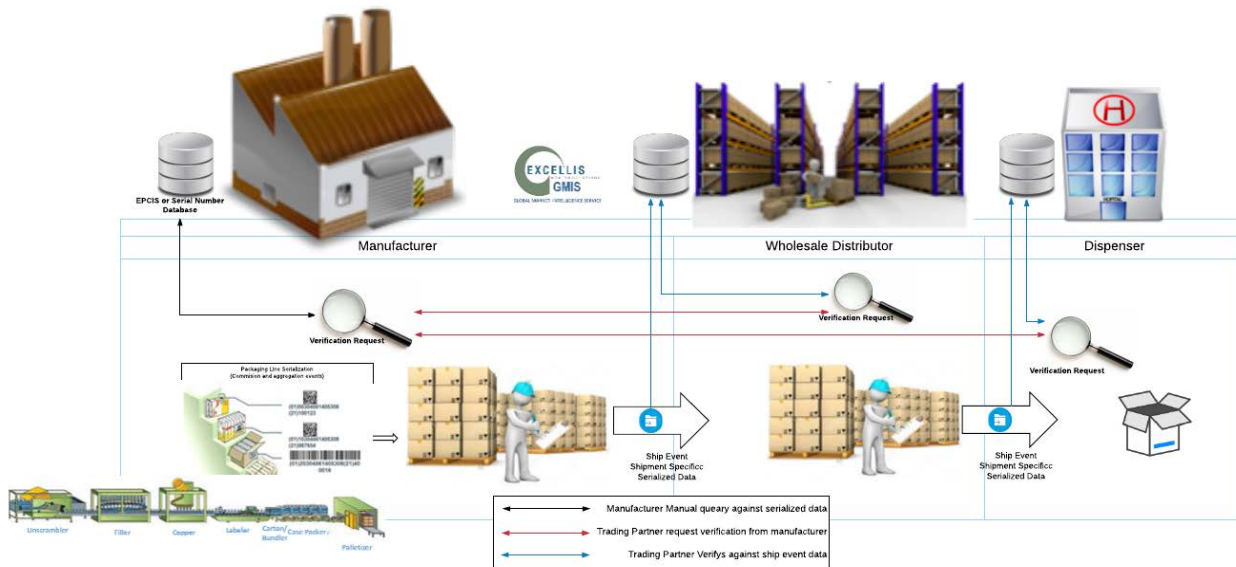 EPCIS or Serial Number
Database
EXCELLIS
GMIS
GLOBAL MARKET INTELLIGENCE SERVICE
H
HOSPITAL
Manufacturer
Wholesale Distributor
Dispenser
Verification Request
Verification Request
Verification Request
Packaging Line Serialization
(Commision and aggregation events)
Ship Event
Shipment Specificc
Serialized Data
Ship Event
Shipment Specificc
Serialized Data
Unscrambler
Filler
Capper
Labeler
Carton/
Bundler
Case Packer/
Palletizer
Manufacturer Manual queary against serialized data
Trading Partner request verification from manufacturer
Trading Partner Verifys against ship event data